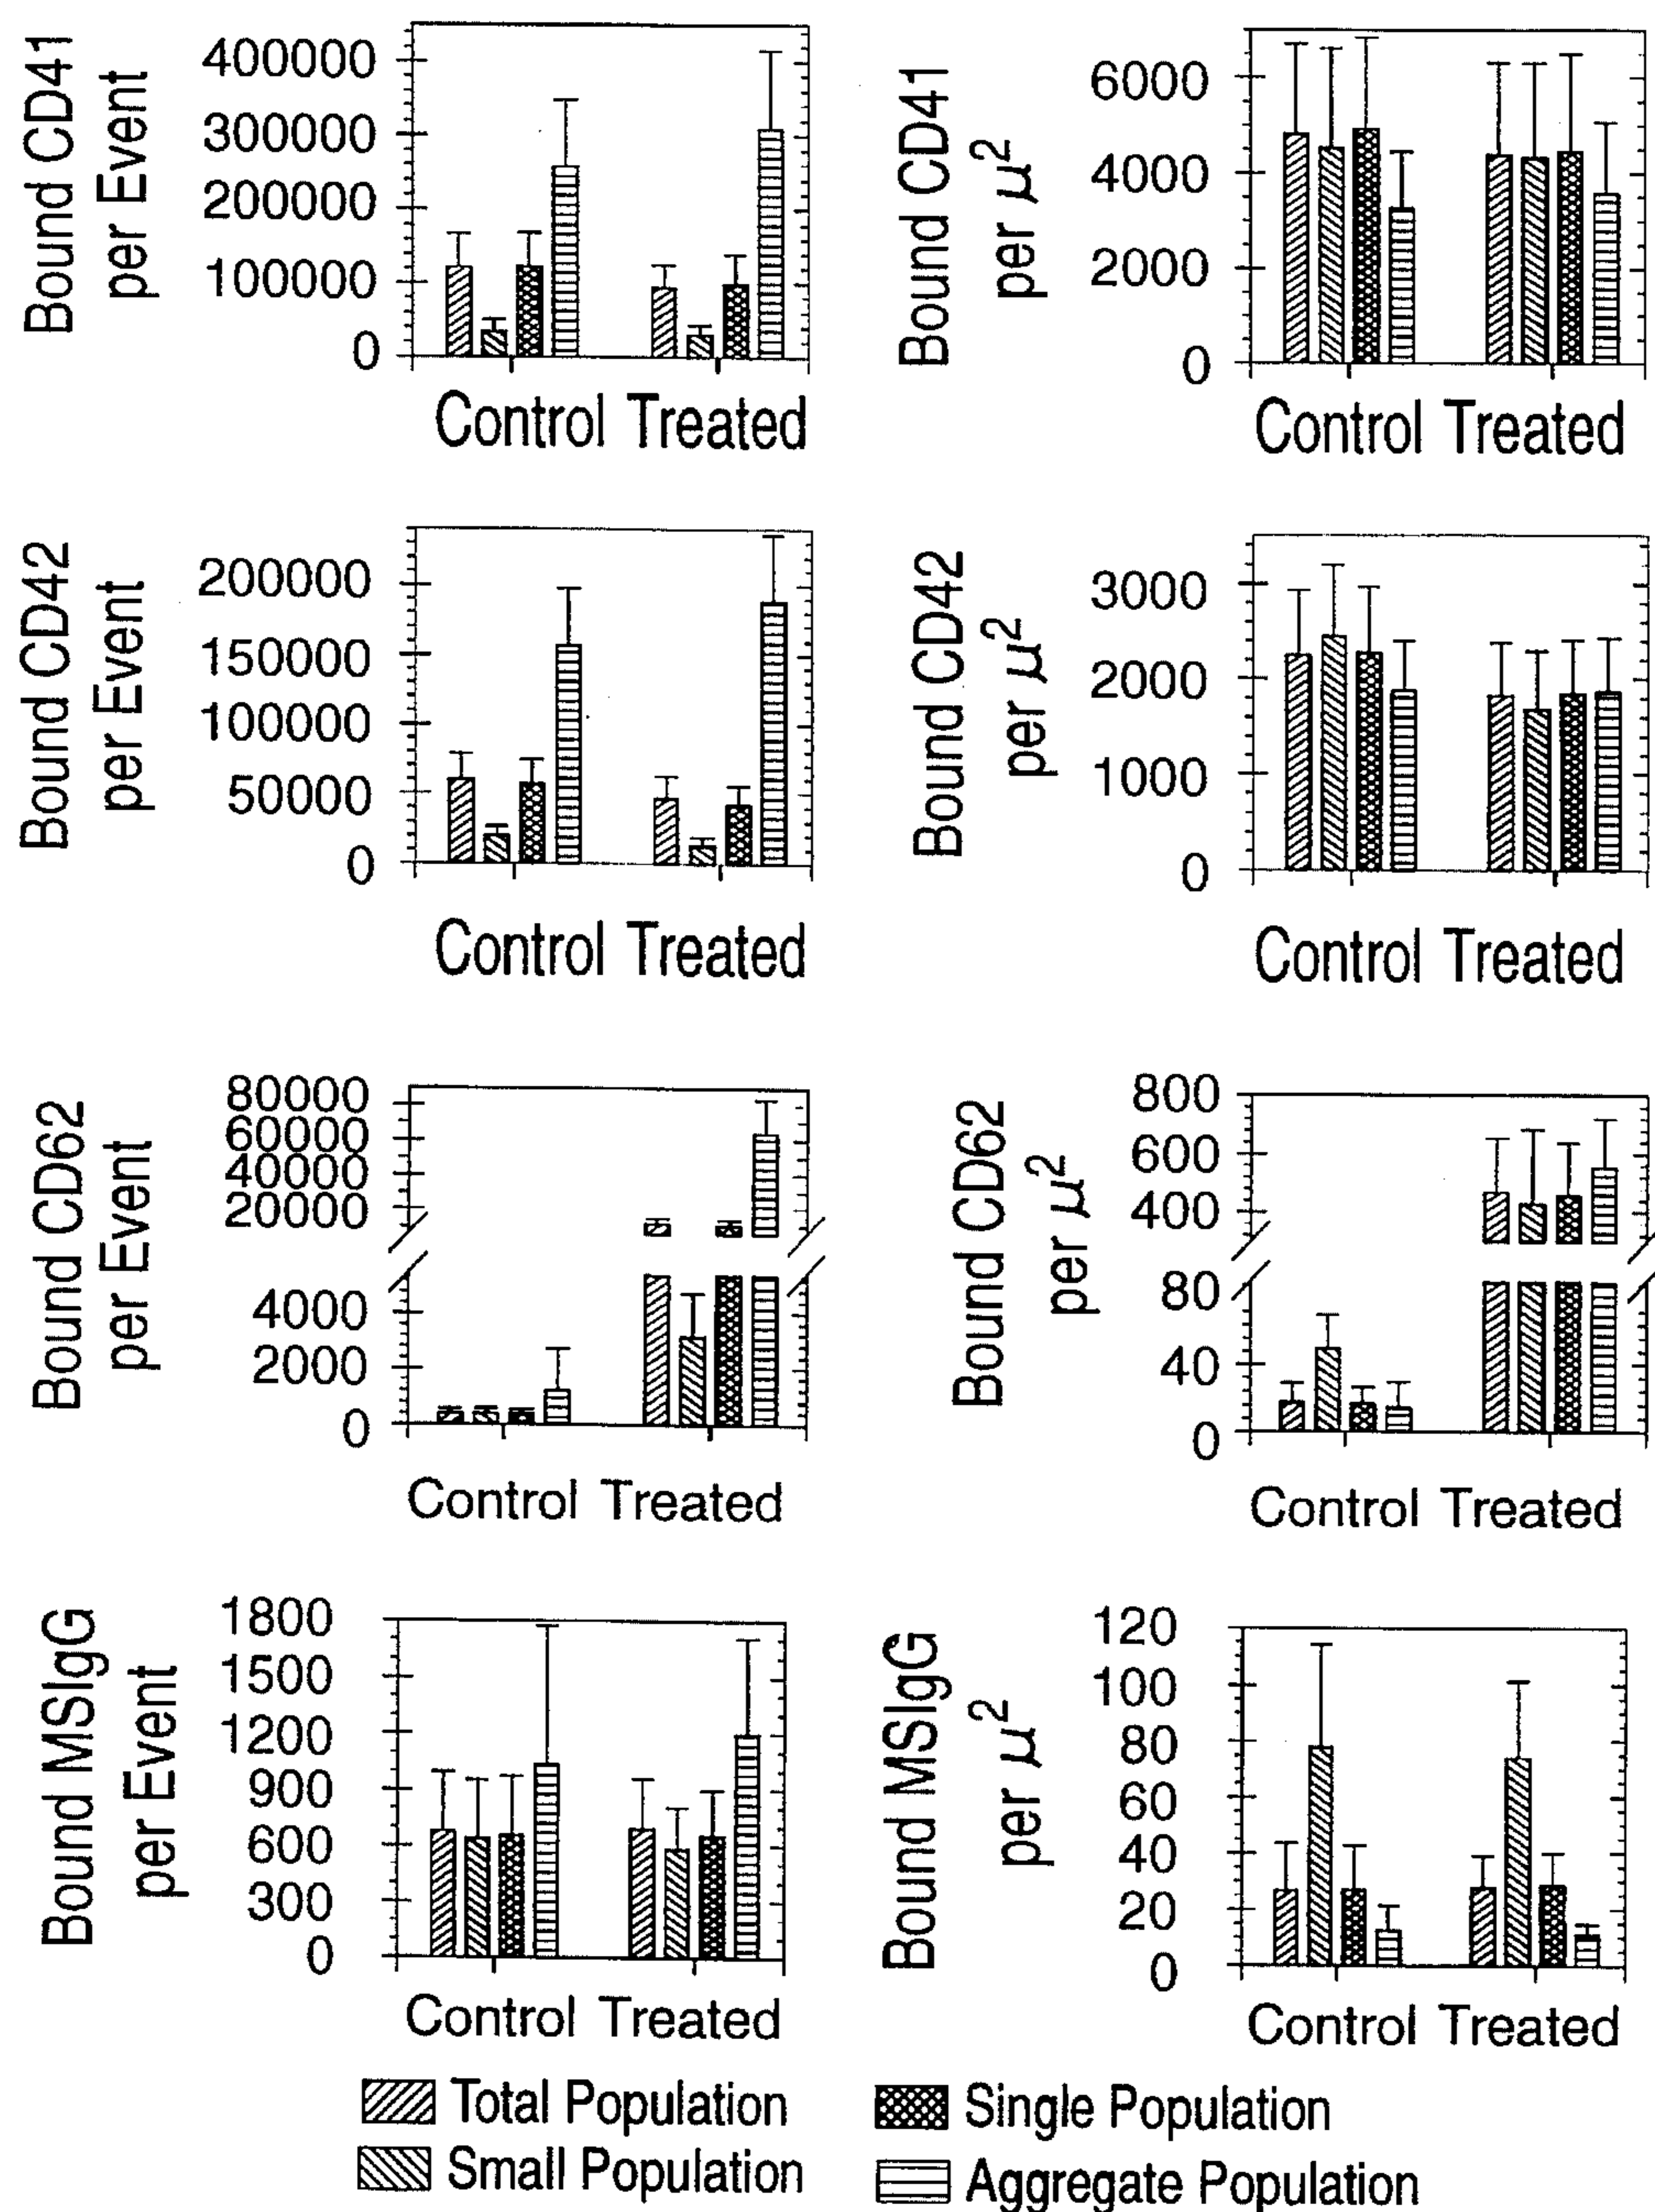 Bound CD41
per Event
400000
300000
200000
100000
0
Control Treated
Bound CD41
per μ²
6000
4000
2000
0
Control Treated
Bound CD42
per Event
200000
150000
100000
50000
0
Control Treated
Bound CD42
per μ²
3000
2000
1000
0
Control Treated
Bound CD62
per Event
80000
60000
40000
20000
4000
2000
0
Control Treated
Bound CD62
per μ²
800
600
400
80
40
0
Control Treated
Bound MSIgG
per Event
1800
1500
1200
900
600
300
0
Control Treated
Bound MSIgG
per μ²
120
100
80
60
40
20
0
Control Treated
Total Population
Single Population
Small Population
Aggregate Population